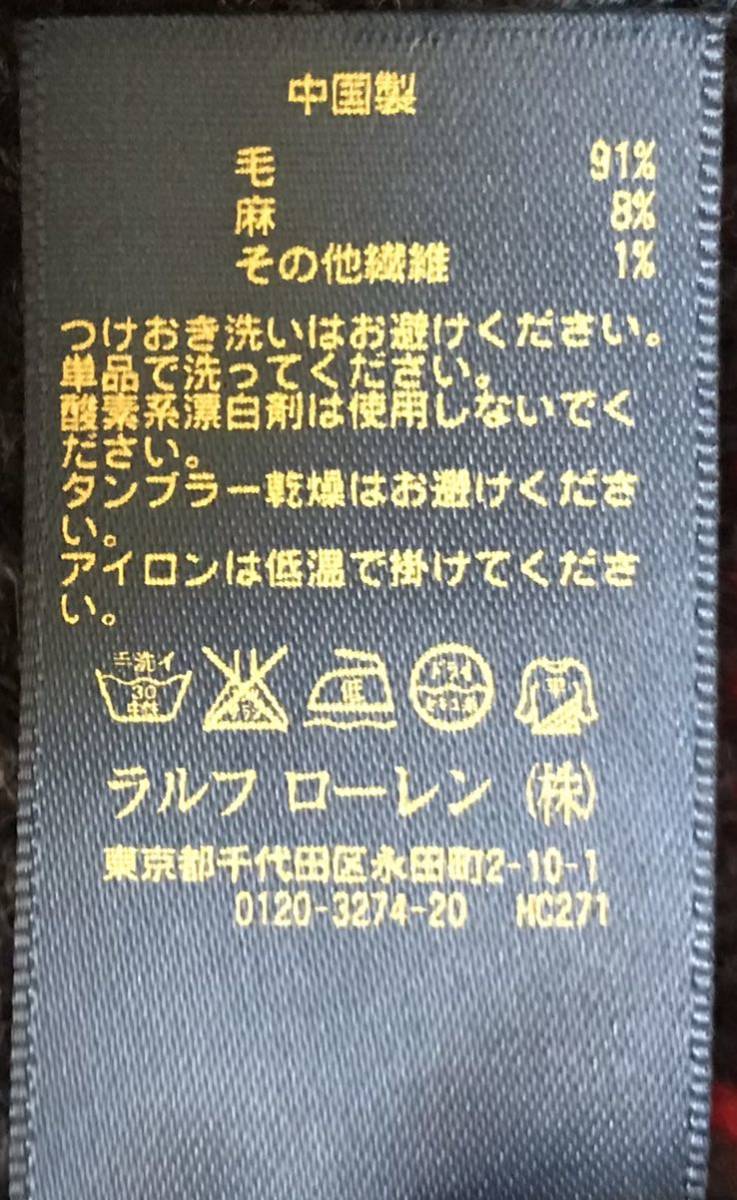 中国製
毛 91%
麻 8%
その他繊維 1%
つけおき洗いはお避けください。
単品で洗ってください。
酸素系漂白剤は使用しないでく
ださい。
タンブラー乾燥はお避けくださ
い。
アイロンは低温で掛けてくださ
い。
手洗イ
30
中性
低
ドライ
平
ラルフ ローレン (株)
東京都千代田区永田町2-10-1
0120-3274-20 HC271